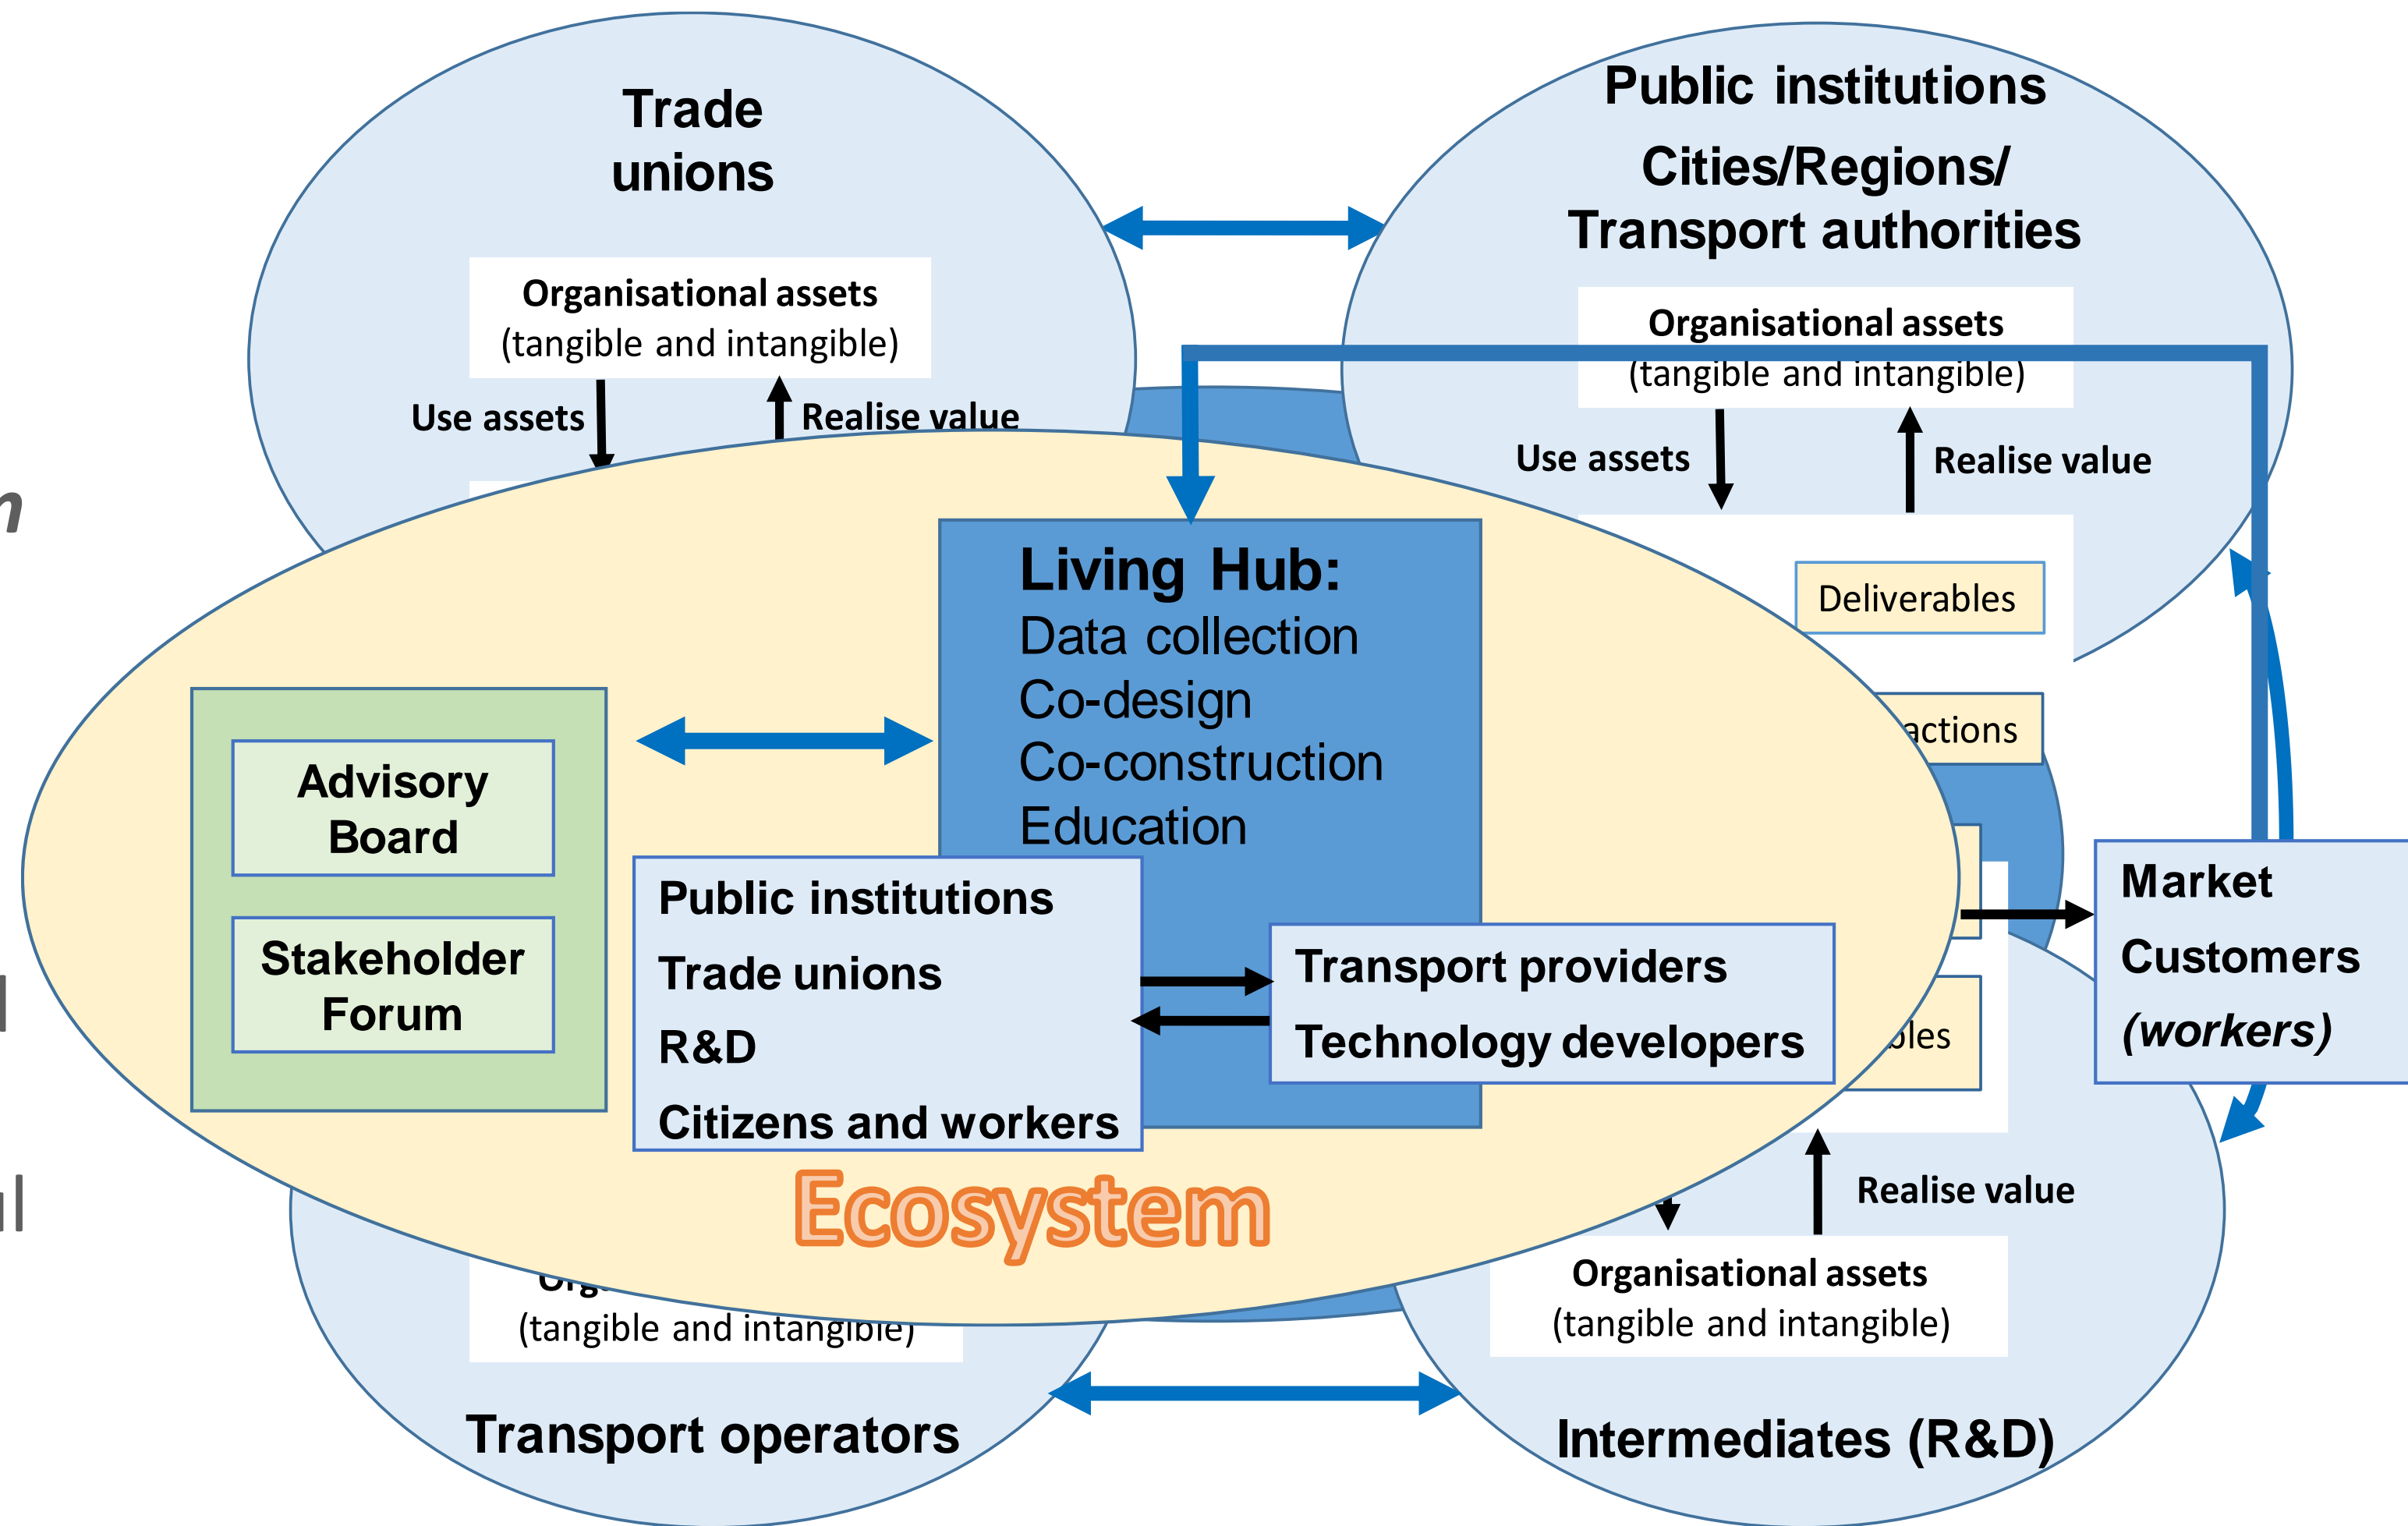 Trade
unions
Organisational assets
(tangible and intangible)
Use assets
Realise value
Public institutions
Cities/Regions/
Transport authorities
Organisational assets
(tangible and intangible)
Use assets
Realise value
Deliverables
Living Hub:
Data collection
Co-design
Co-construction
Education
Advisory
Board
Stakeholder
Forum
Public institutions
Trade unions
R&D
Citizens and workers
Transport providers
Technology developers
Market
Customers
(workers)
Ecosystem
Realise value
Organisational assets
(tangible and intangible)
(tangible and intangible)
Transport operators
Intermediates (R&D)